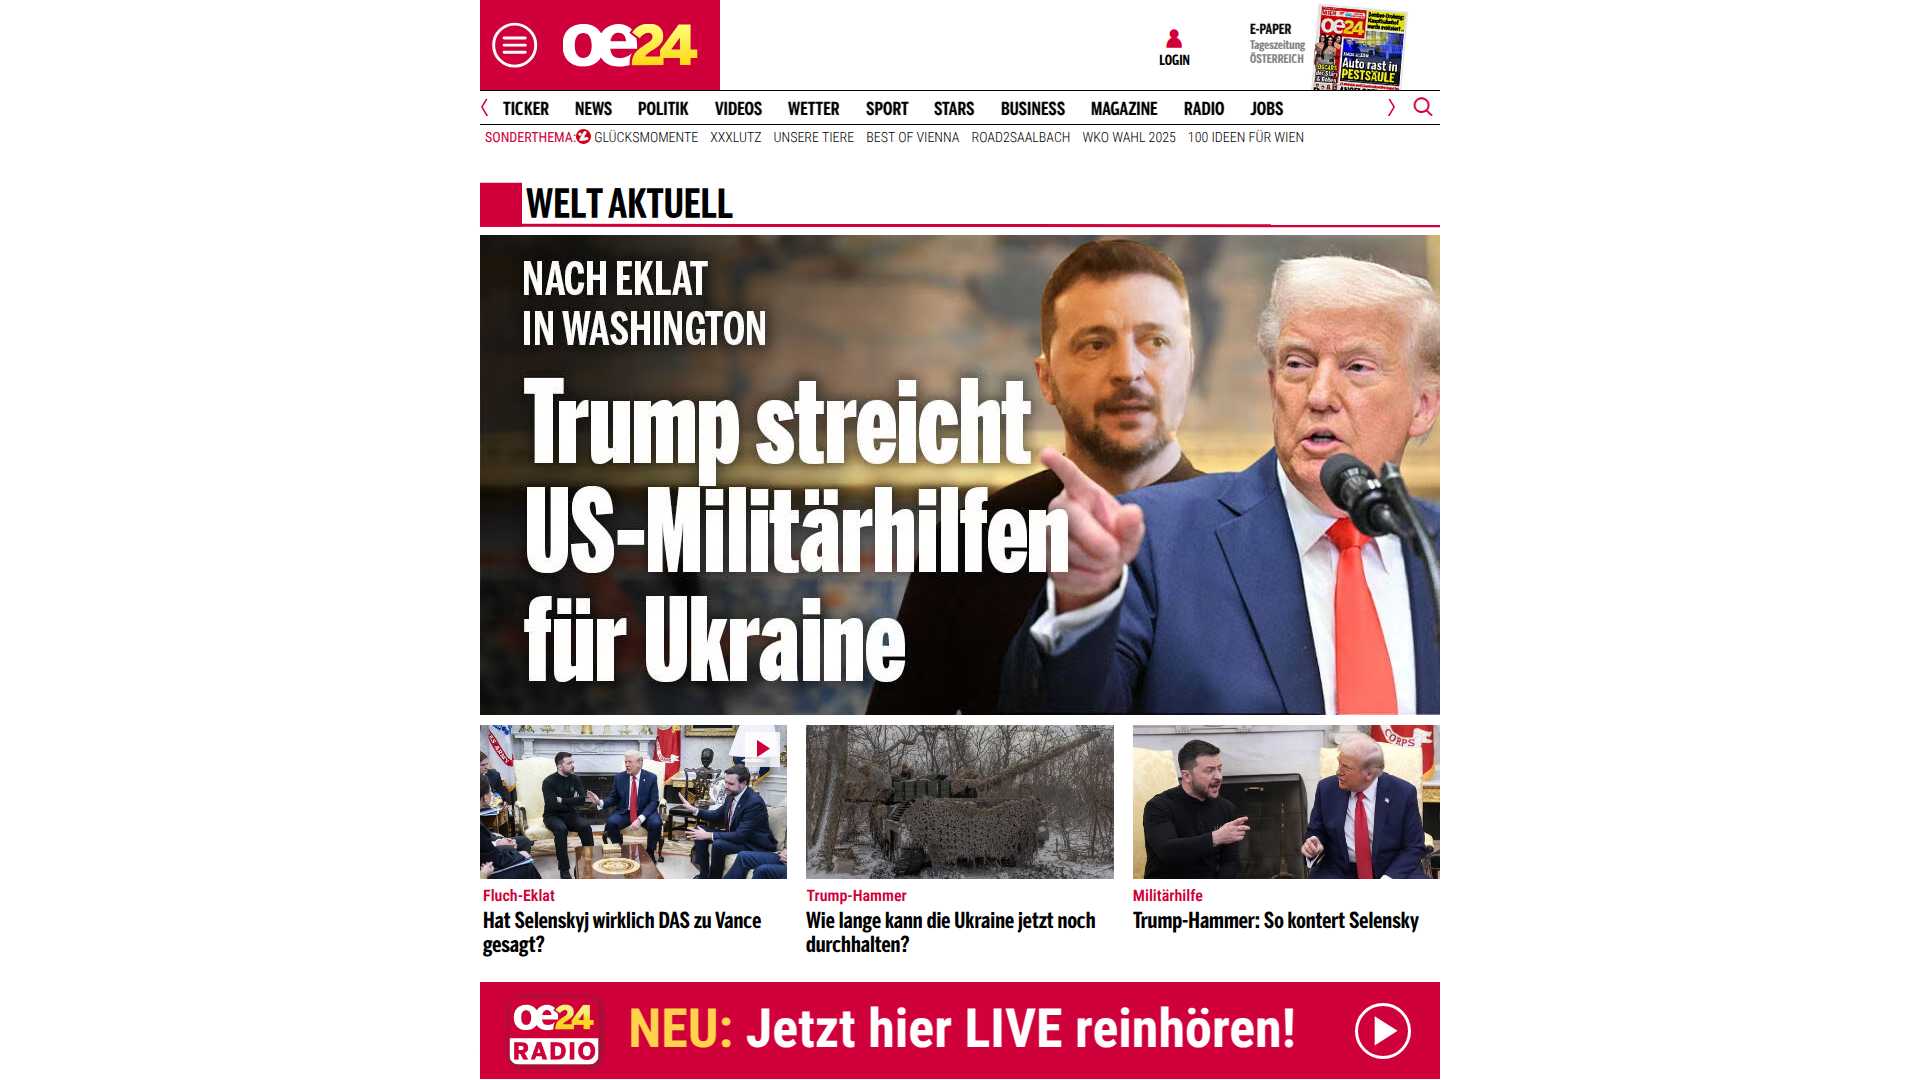 oe24
LOGIN
E-PAPER
Tageszeitung
ÖSTERREICH
oe24
Auto rast in
PESTSÄULE
TICKER NEWS POLITIK VIDEOS WETTER SPORT STARS BUSINESS MAGAZINE RADIO JOBS
SONDERTHEMA: GLÜCKSMOMENTE XXXLUTZ UNSERE TIERE BEST OF VIENNA ROAD2SAALBACH WKO WAHL 2025 100 IDEEN FÜR WIEN
WELT AKTUELL
NACH EKLAT
IN WASHINGTON
Trump streicht
US-Militärhilfen
für Ukraine
CORPS
Fluch-Eklat
Hat Selenskyj wirklich DAS zu Vance
gesagt?
Trump-Hammer
Wie lange kann die Ukraine jetzt noch
durchhalten?
Militärhilfe
Trump-Hammer: So kontert Selensky
oe24
RADIO
NEU: Jetzt hier LIVE reinhören!